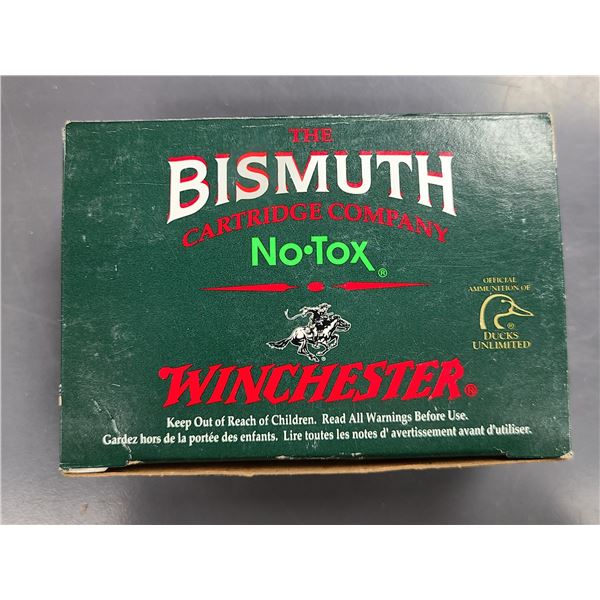 THE
BISMUTH
CARTRIDGE COMPANY
NO•TOX®
OFFICIAL
AMMUNITION OF
®
DUCKS
UNLIMITED
WINCHESTER®
Keep Out of Reach of Children. Read All Warnings Before Use.
Gardez hors de la portée des enfants. Lire toutes les notes d' avertissement avant d'utiliser.